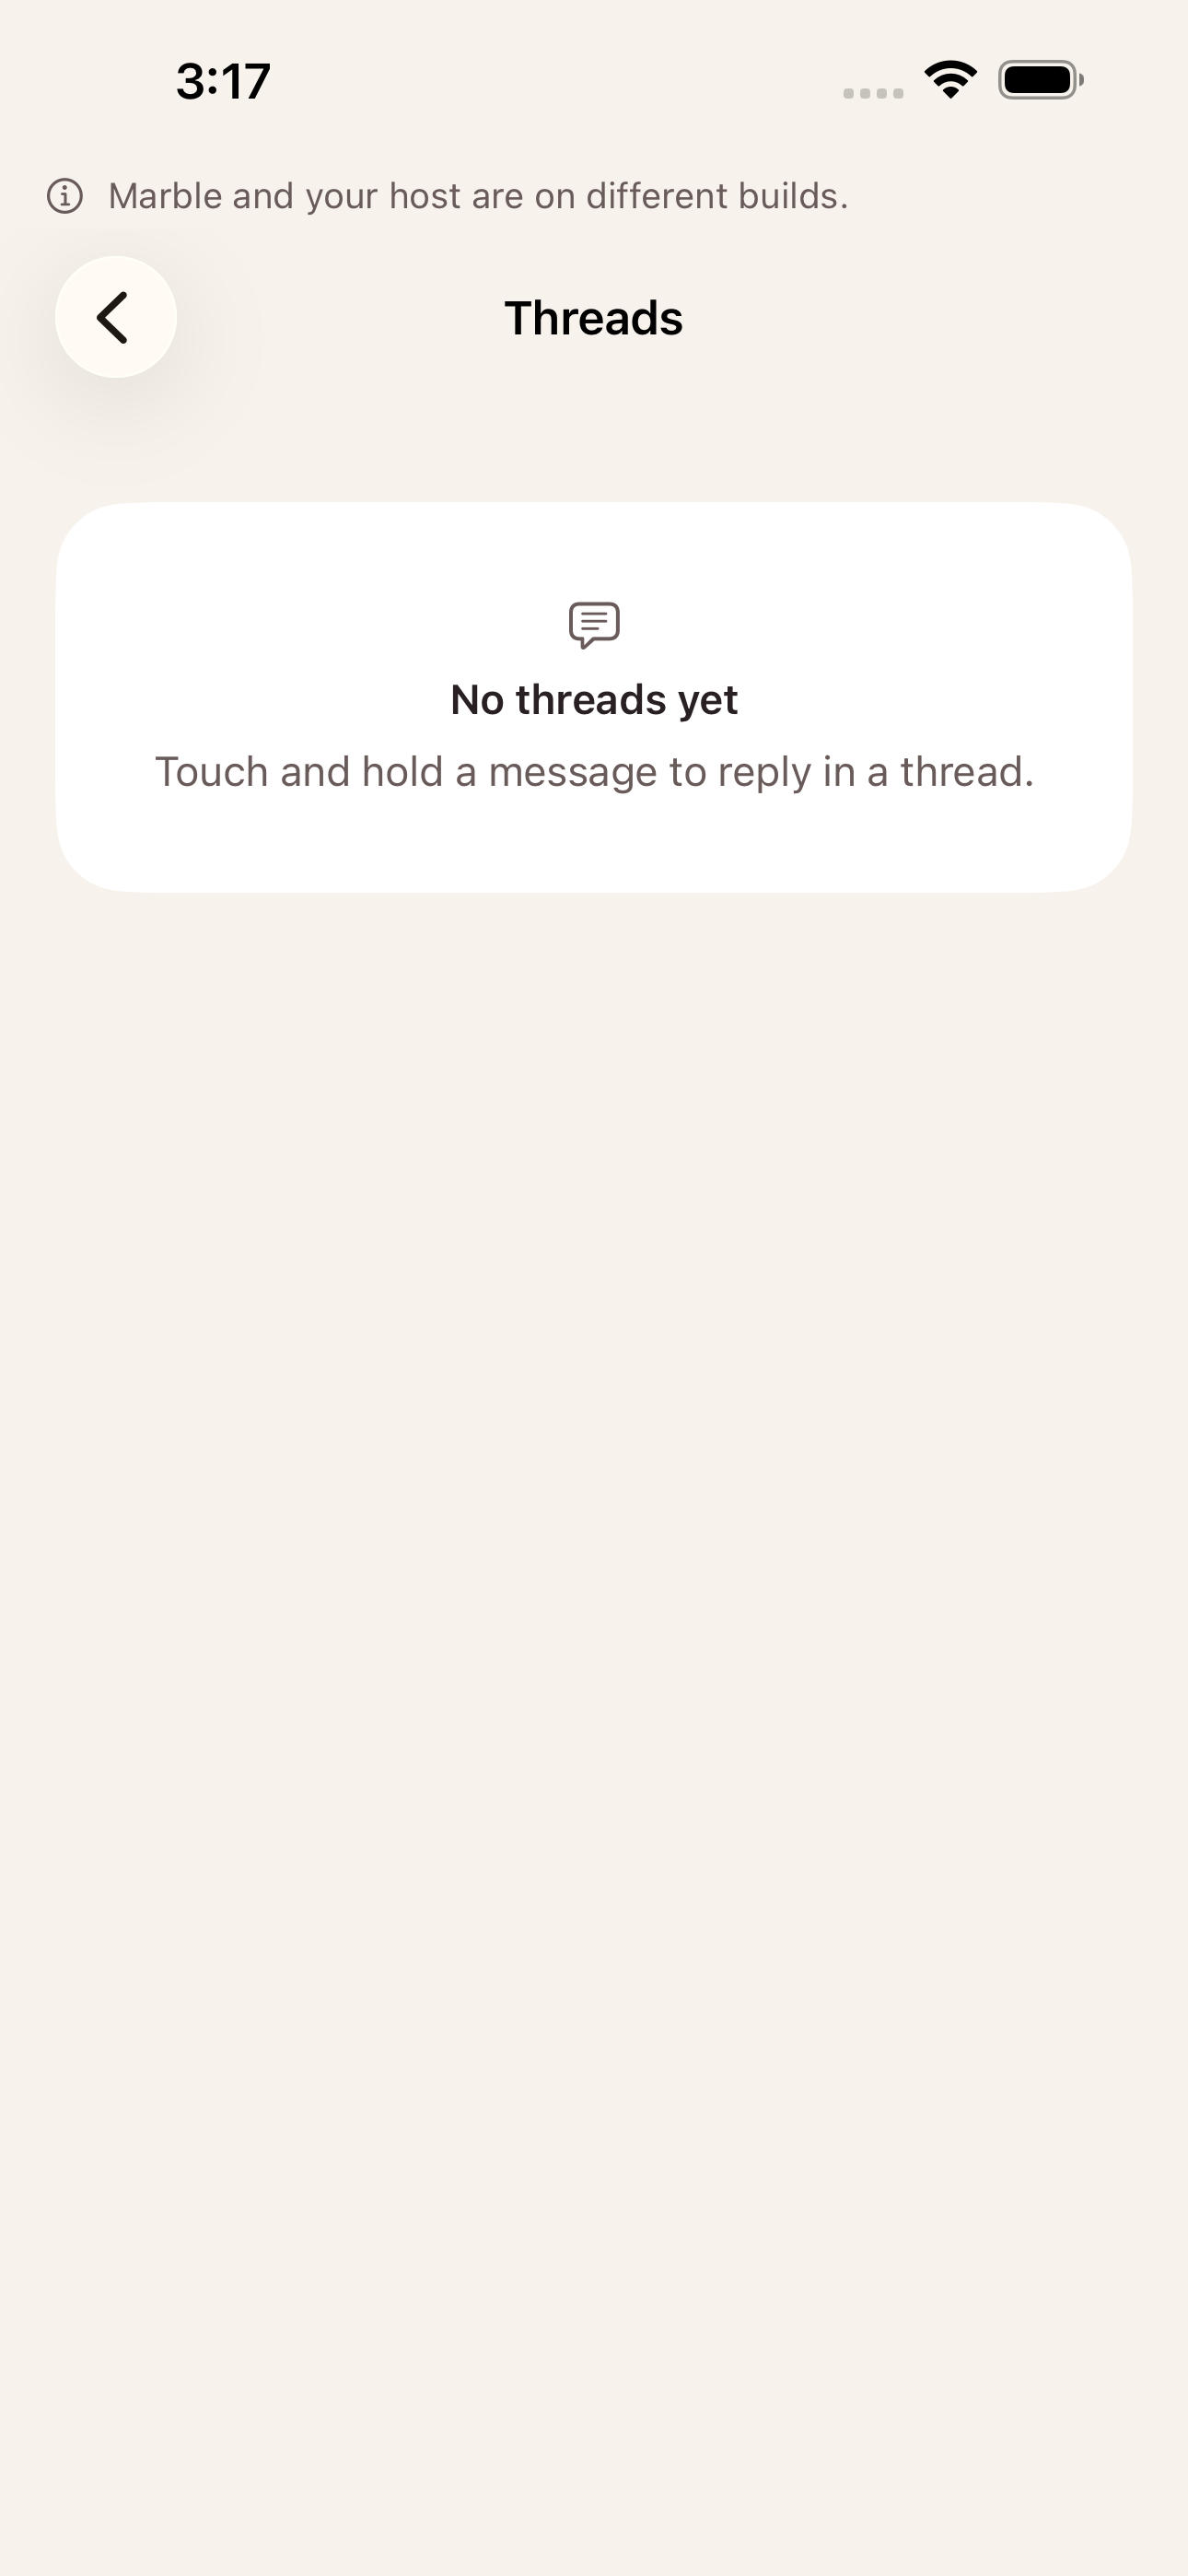 3:17
Marble and your host are on different builds.
Threads
No threads yet
Touch and hold a message to reply in a thread.